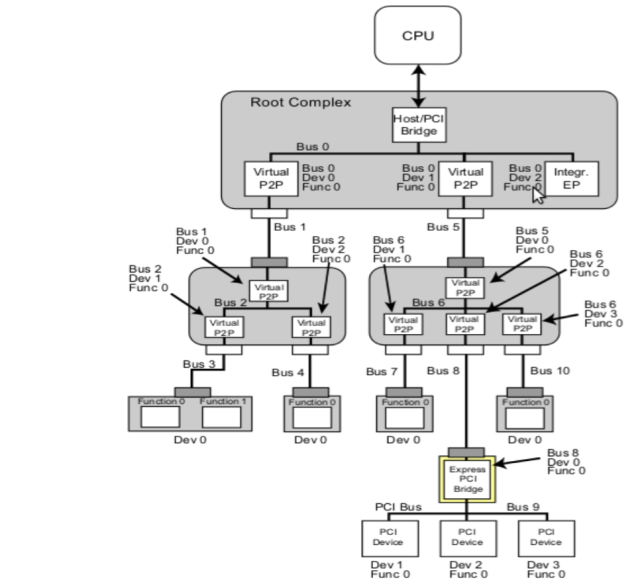 CPU
Root Complex
Host/PCI
Bridge
Bus 0
Virtual
P2P
Bus 0
Dev 0
Func 0
Bus 0
Dev 1
Func 0
Virtual
P2P
Bus 0
Dev 2
Func 0
Integr.
EP
Bus 1
Bus 5
Bus 1
Dev 0
Func 0
Bus 2
Dev 2
Func 0
Bus 6
Dev 1
Func 0
Bus 5
Dev 0
Func 0
Bus 6
Dev 2
Func 0
Bus 2
Dev 1
Func 0
Virtual
P2P
Bus 2
Virtual
P2P
Virtual
P2P
Virtual
P2P
Bus 6
Virtual
P2P
Virtual
P2P
Virtual
P2P
Bus 6
Dev 3
Func 0
Bus 3
Bus 4
Bus 7
Bus 8
Bus 10
Function 0
Function 1
Dev 0
Function 0
Dev 0
Function 0
Dev 0
Function 0
Dev 0
Express
PCI
Bridge
Bus 8
Dev 0
Func 0
PCI Bus
Bus 9
PCI
Device
PCI
Device
PCI
Device
Dev 1
Func 0
Dev 2
Func 0
Dev 3
Func 0